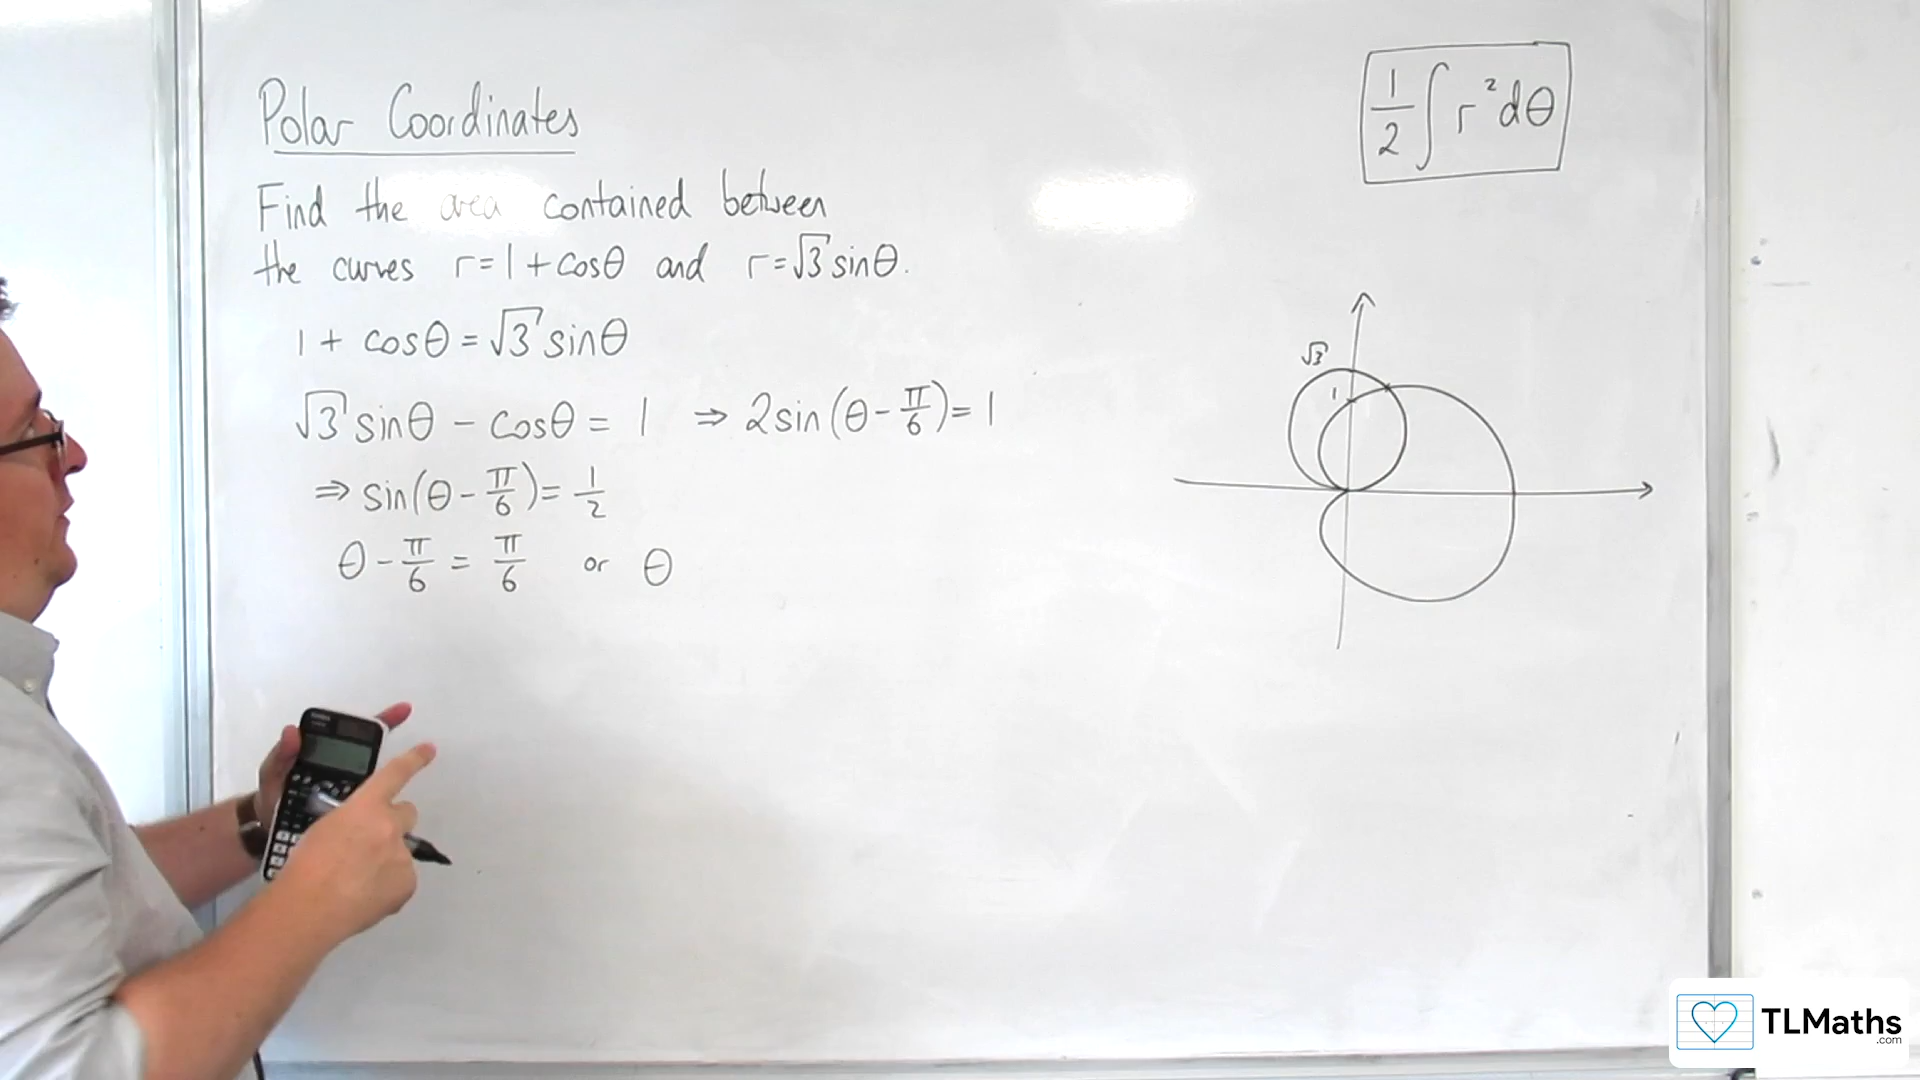 Polar Coordinates
Find the area contained between
the curves r=1+cosθ and r=√3 sinθ.
1 + cosθ = √3 sinθ
√3 sinθ - cosθ = 1 ⇒ 2sin(θ - π/6) = 1
⇒ sin(θ - π/6) = 1/2
θ - π/6 = π/6 or θ
1/2 ∫ r² dθ
√3
1
TLMaths
.com